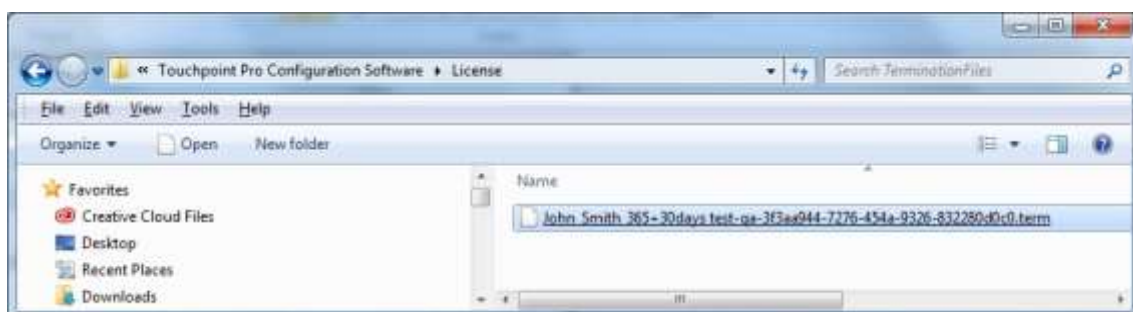 « Touchpoint Pro Configuration Software ▸ License
Search TerminationFiles
File Edit View Tools Help
Organize Open New folder
Favorites
Creative Cloud Files
Desktop
Recent Places
Downloads
Name
John Smith 365+30days test-qa-3f3aa944-7276-454a-9326-832280d0c0.term